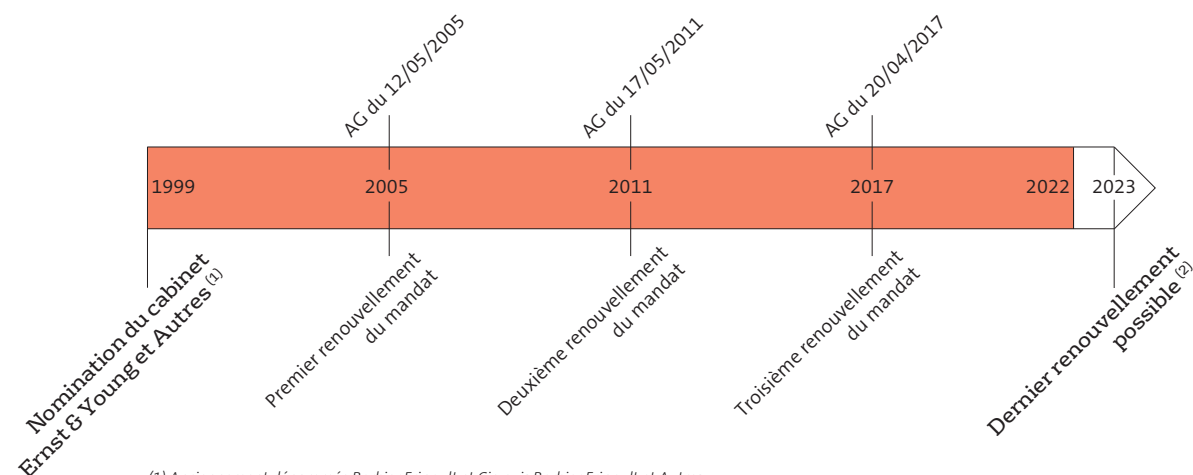 AG du 12/05/2005
AG du 17/05/2011
AG du 20/04/2017
1999
2005
2011
2017
2022
2023
Nomination du cabinet
Ernst & Young et Autres (1)
Premier renouvellement
du mandat
Deuxième renouvellement
du mandat
Troisième renouvellement
du mandat
Dernier renouvellement
possible (2)